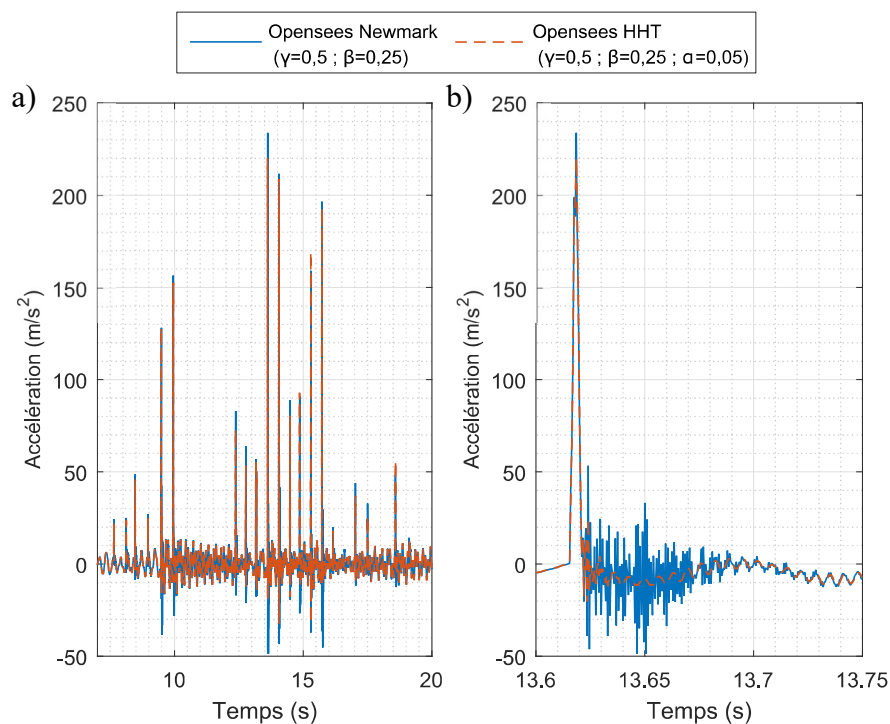 Opensees Newmark
(γ=0,5 ; β=0,25)
Opensees HHT
(γ=0,5 ; β=0,25 ; α=0,05)
a)
250
200
150
100
50
0
-50
Accélération (m/s²)
10
15
20
Temps (s)
b)
250
200
150
100
50
0
-50
Accélération (m/s²)
13.6
13.65
13.7
13.75
Temps (s)